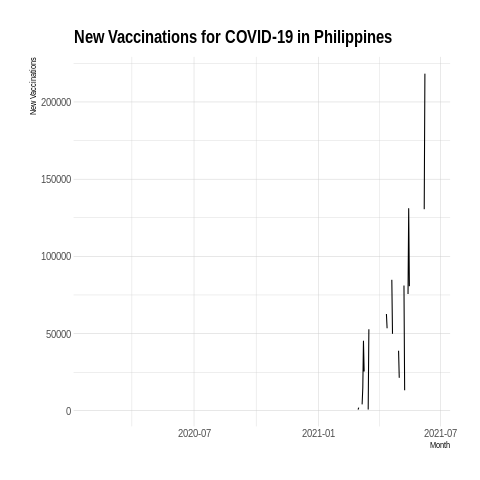 New Vaccinations for COVID-19 in Philippines
New Vaccinations
200000
150000
100000
50000
0
2020-07
2021-01
2021-07
Month